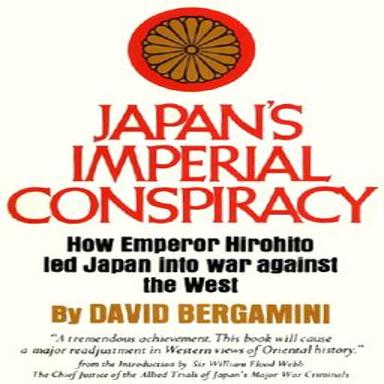 JAPAN'S
IMPERIAL
CONSPIRACY
How Emperor Hirohito
led Japan into war against
the West
By DAVID BERGAMINI
"A tremendous achievement. This book will cause
a major readjustment in Western views of Oriental history."
from the Introduction by Sir William Flood Webb
The Chief Justice of the Allied Trials of Japan's Major War Criminals